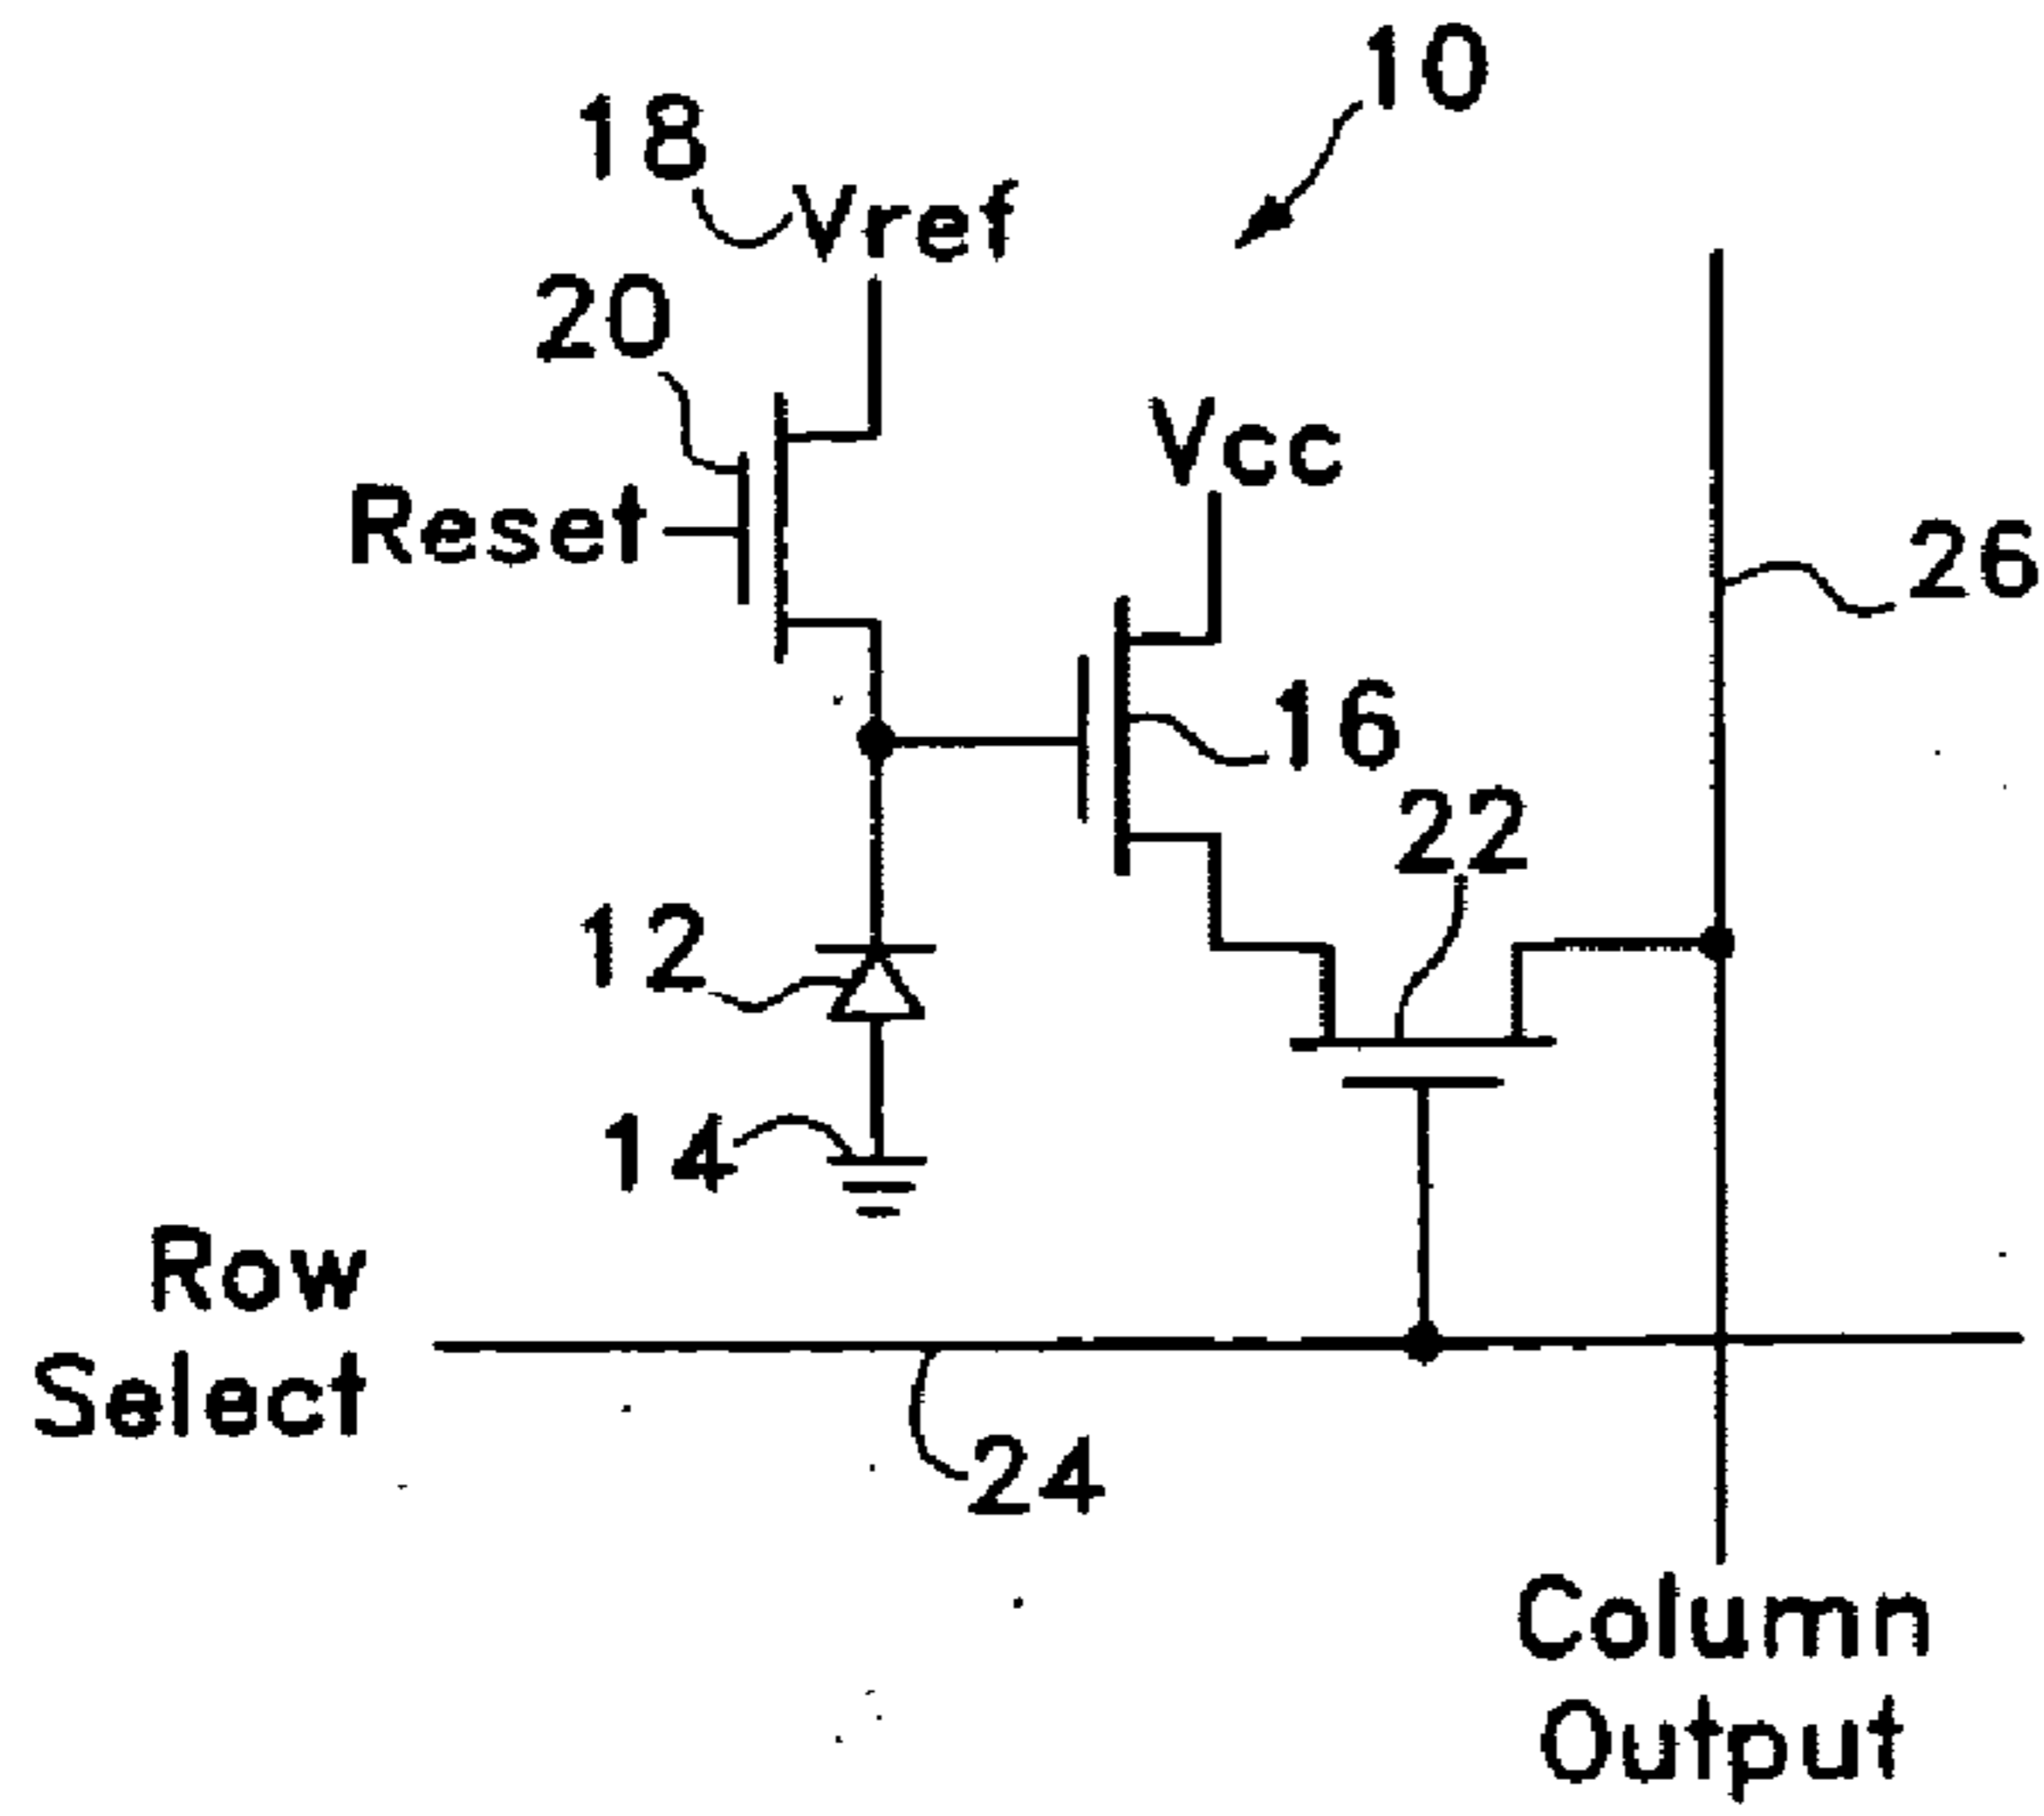 10
18
Vref
20
Vcc
Reset
26
16
22
12
14
Row
Select
24
Column
Output